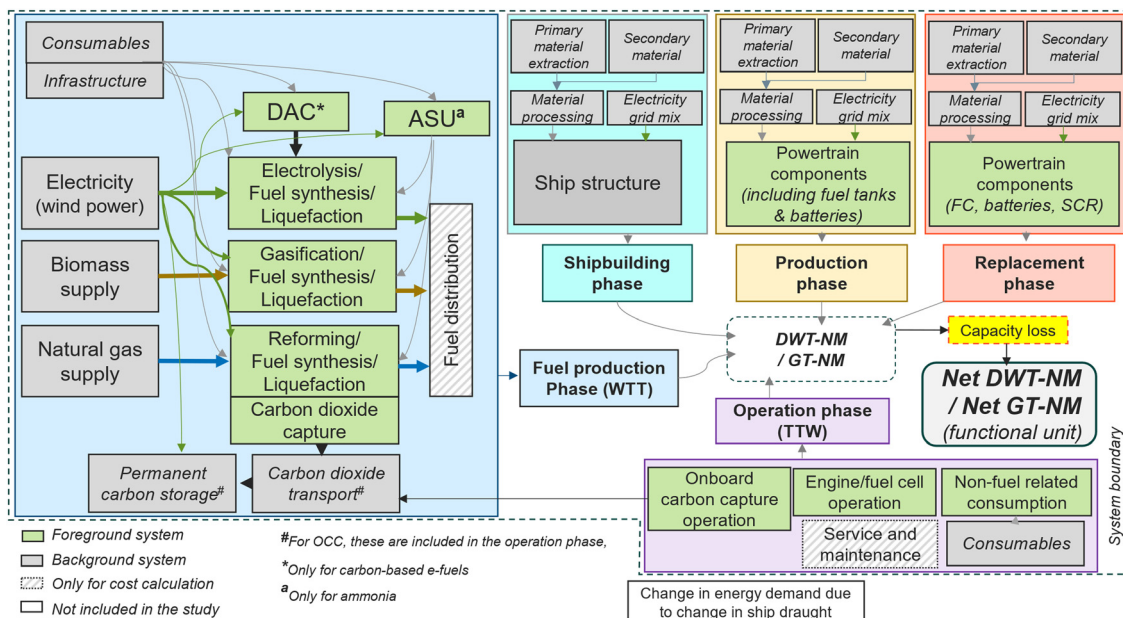 Consumables
Infrastructure
DAC*
ASUa
Electricity
(wind power)
Electrolysis/
Fuel synthesis/
Liquefaction
Biomass
supply
Gasification/
Fuel synthesis/
Liquefaction
Natural gas
supply
Reforming/
Fuel synthesis/
Liquefaction
Carbon dioxide
capture
Fuel distribution
Permanent
carbon storage#
Carbon dioxide
transport#
Primary
material
extraction
Secondary
material
Material
processing
Electricity
grid mix
Ship structure
Shipbuilding
phase
Primary
material
extraction
Secondary
material
Material
processing
Electricity
grid mix
Powertrain
components
(including fuel tanks
& batteries)
Production
phase
Primary
material
extraction
Secondary
material
Material
processing
Electricity
grid mix
Powertrain
components
(FC, batteries, SCR)
Replacement
phase
Fuel production
Phase (WTT)
DWT-NM
/ GT-NM
Capacity loss
Net DWT-NM
/ Net GT-NM
(functional unit)
Operation phase
(TTW)
Onboard
carbon capture
operation
Engine/fuel cell
operation
Service and
maintenance
Non-fuel related
consumption
Consumables
System boundary
Foreground system
Background system
Only for cost calculation
Not included in the study
#For OCC, these are included in the operation phase,
*Only for carbon-based e-fuels
aOnly for ammonia
Change in energy demand due
to change in ship draught